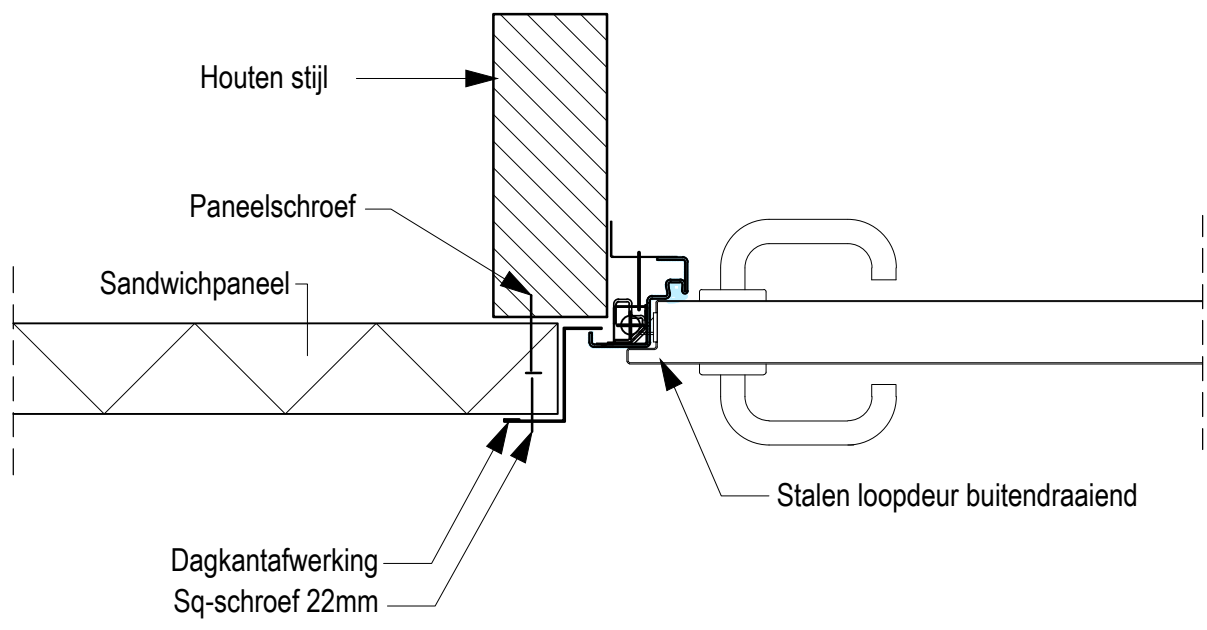 Houten stijl
Paneelschroef
Sandwichpaneel
Stalen loopdeur buitendraaiend
Dagkantafwerking
Sq-schroef 22mm